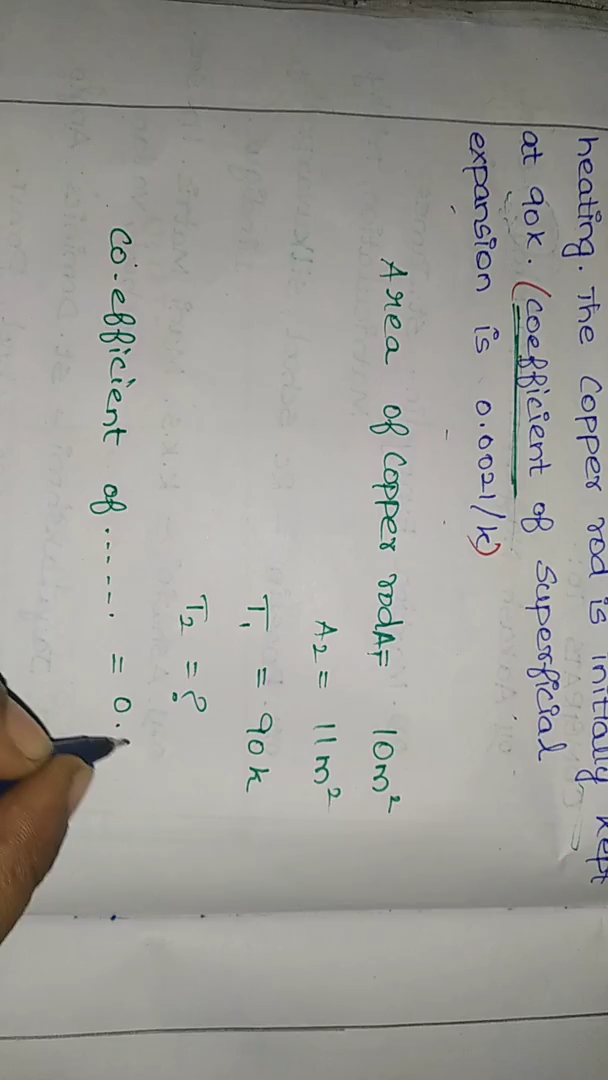 heating. The Copper rod is initially kept
at 90k. (coefficient of Superficial
expansion is 0.0021/k)
Area of Copper rod A₁= 10m²
A₂ = 11m²
T₁ = 90k
T₂ = ?
Co.efficient of ...... = 0.